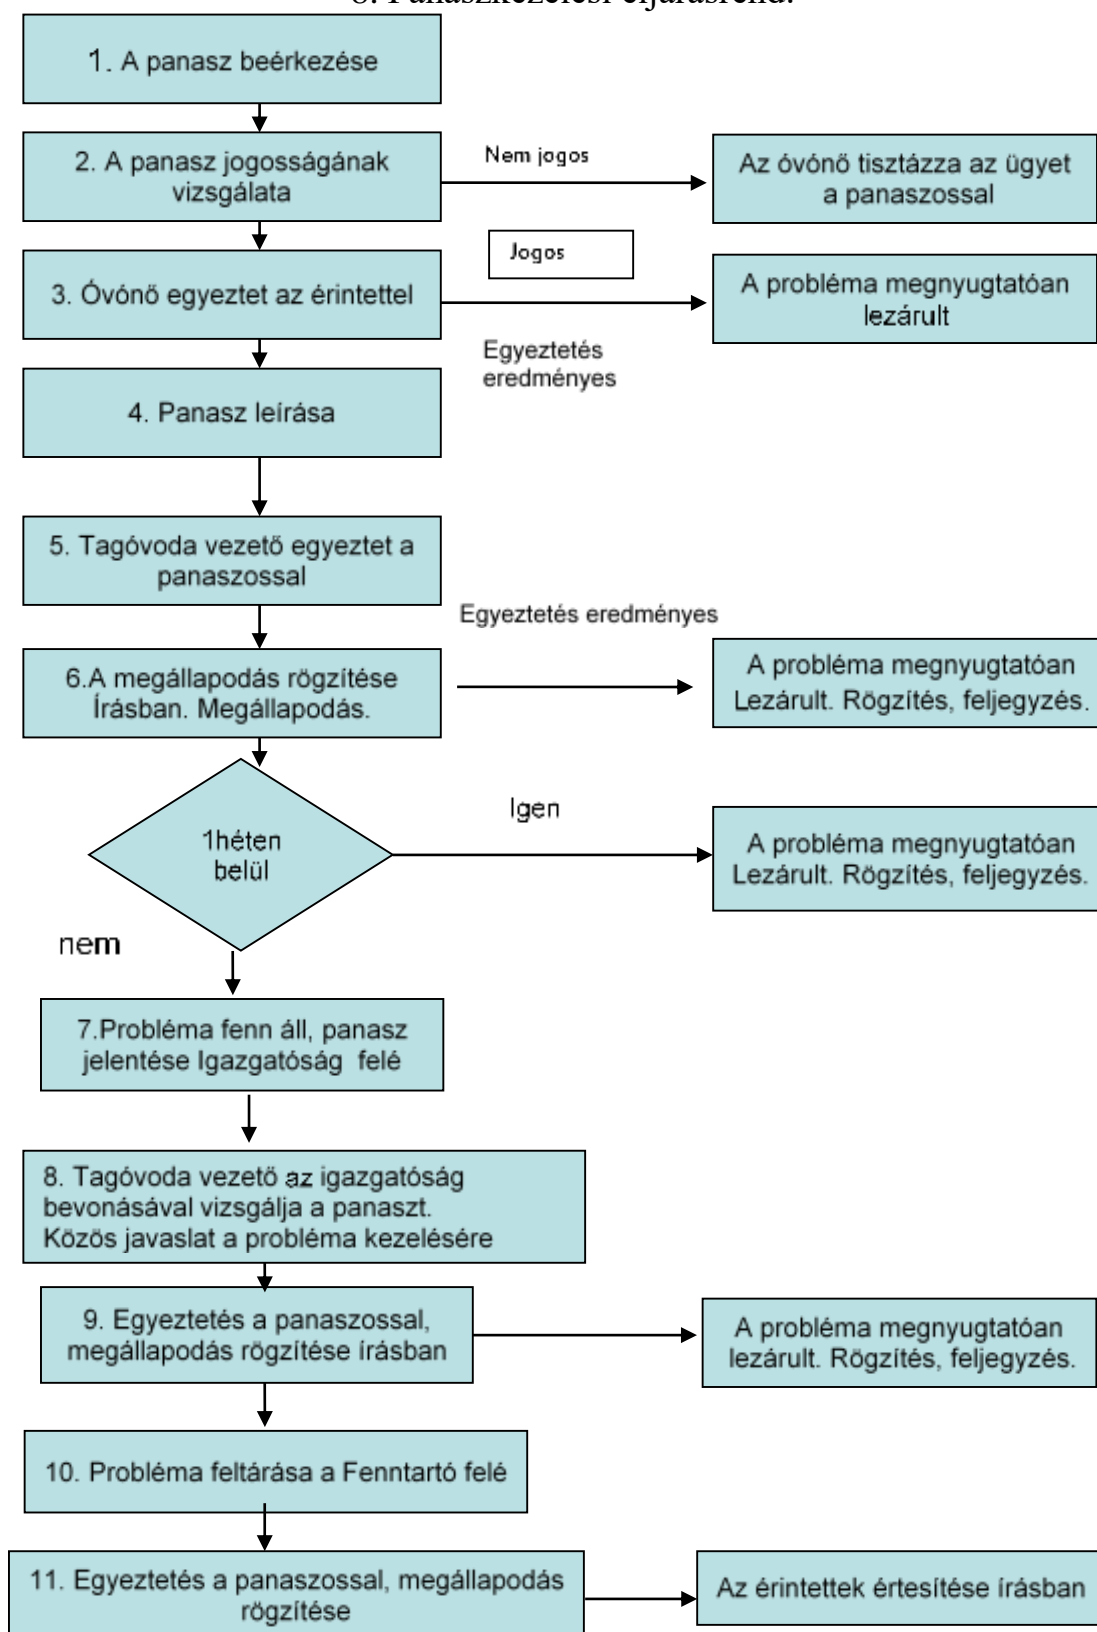 8. Panaszkezelési eljárásrend:
1. A panasz beérkezése
2. A panasz jogosságának
vizsgálata
Nem jogos
Az óvónő tisztázza az ügyet
a panaszossal
Jogos
3. Óvónő egyeztet az érintettel
A probléma megnyugtatóan
lezárult
Egyeztetés
eredményes
4. Panasz leírása
5. Tagóvoda vezető egyeztet a
panaszossal
Egyeztetés eredményes
6.A megállapodás rögzítése
Írásban. Megállapodás.
A probléma megnyugtatóan
Lezárult. Rögzítés, feljegyzés.
1héten
belül
Igen
A probléma megnyugtatóan
Lezárult. Rögzítés, feljegyzés.
nem
7.Probléma fenn áll, panasz
jelentése Igazgatóság felé
8. Tagóvoda vezető az igazgatóság
bevonásával vizsgálja a panaszt.
Közös javaslat a probléma kezelésére
9. Egyeztetés a panaszossal,
megállapodás rögzítése írásban
A probléma megnyugtatóan
lezárult. Rögzítés, feljegyzés.
10. Probléma feltárása a Fenntartó felé
11. Egyeztetés a panaszossal, megállapodás
rögzítése
Az érintettek értesítése írásban